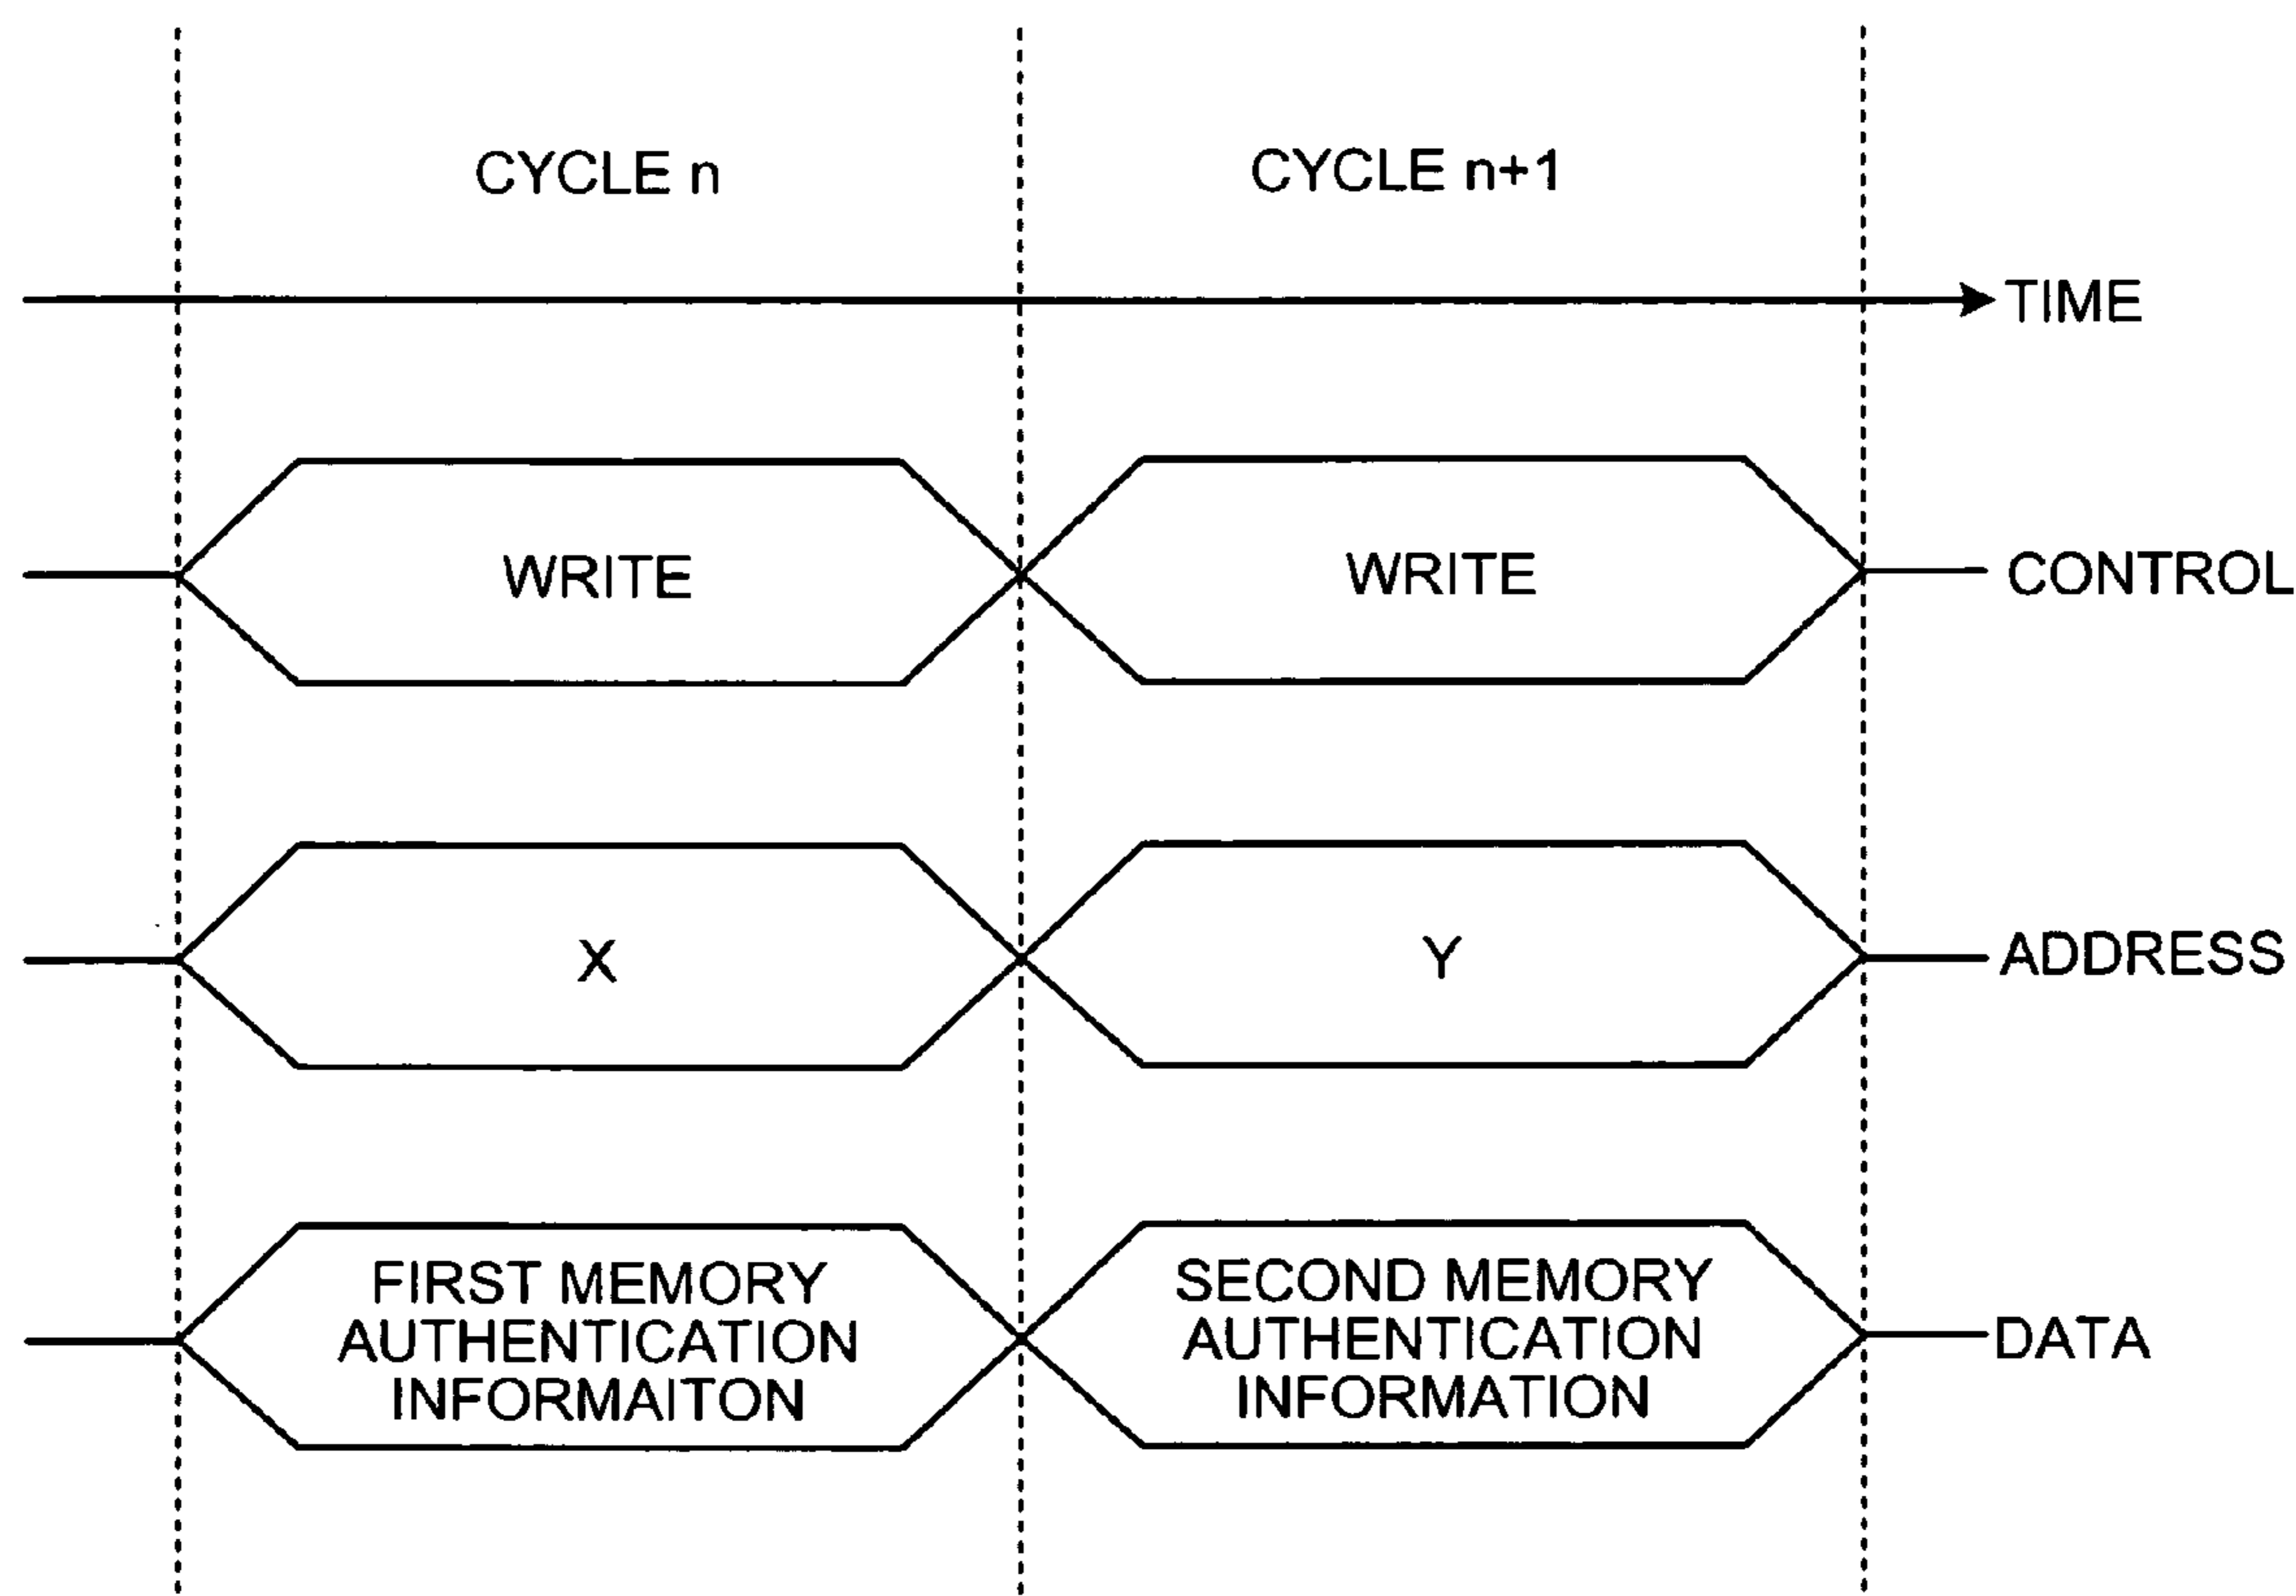 CYCLE n
CYCLE n+1
TIME
WRITE
WRITE
CONTROL
X
Y
ADDRESS
FIRST MEMORY
AUTHENTICATION
INFORMAITON
SECOND MEMORY
AUTHENTICATION
INFORMATION
DATA